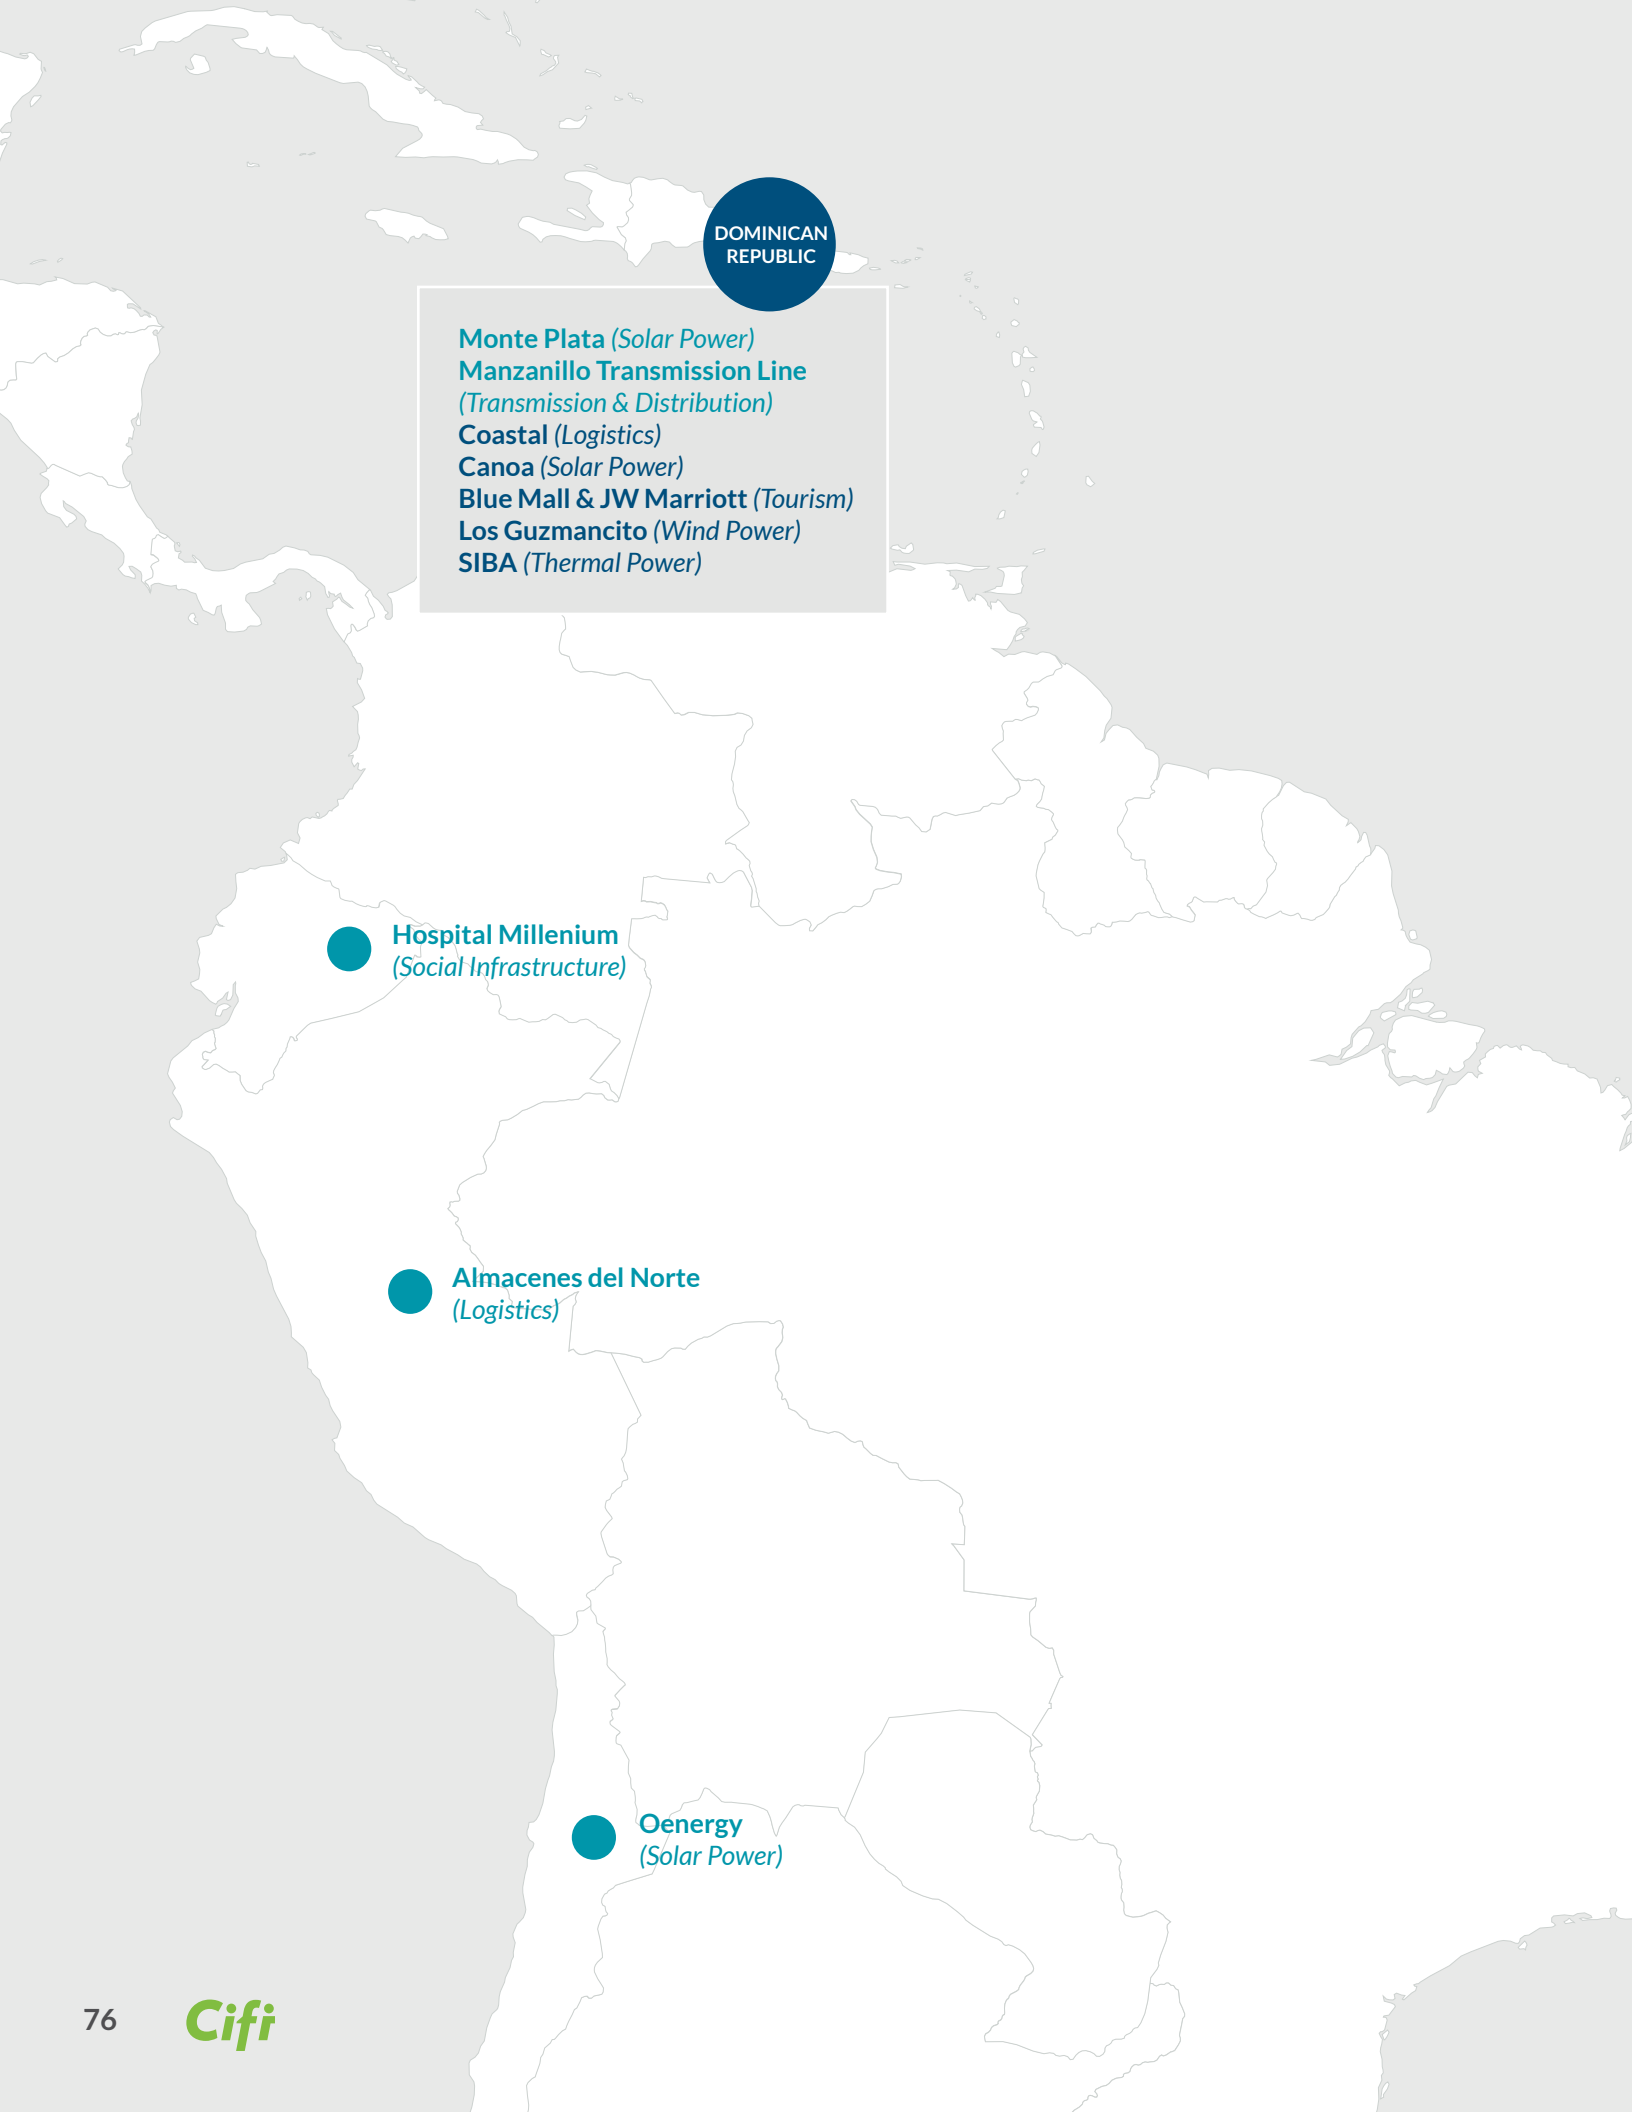 DOMINICAN
REPUBLIC
Monte Plata (Solar Power)
Manzanillo Transmission Line
(Transmission & Distribution)
Coastal (Logistics)
Canoa (Solar Power)
Blue Mall & JW Marriott (Tourism)
Los Guzmancito (Wind Power)
SIBA (Thermal Power)
Hospital Millenium
(Social Infrastructure)
Almacenes del Norte
(Logistics)
Oenergy
(Solar Power)
76
Cifi